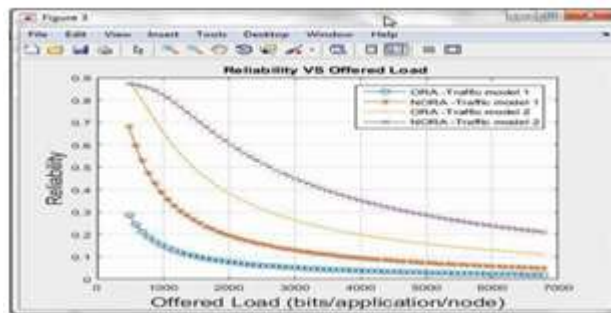 Figure 3
File Edit View Insert Tools Desktop Window Help
Reliability VS Offered Load
ORA -Traffic model 1
NORA -Traffic model 1
ORA -Traffic model 2
NORA -Traffic model 2
Reliability
0.9
0.8
0.7
0.6
0.5
0.4
0.3
0.2
0.1
0
0 1000 2000 3000 4000 5000 6000 7000
Offered Load (bits/application/node)